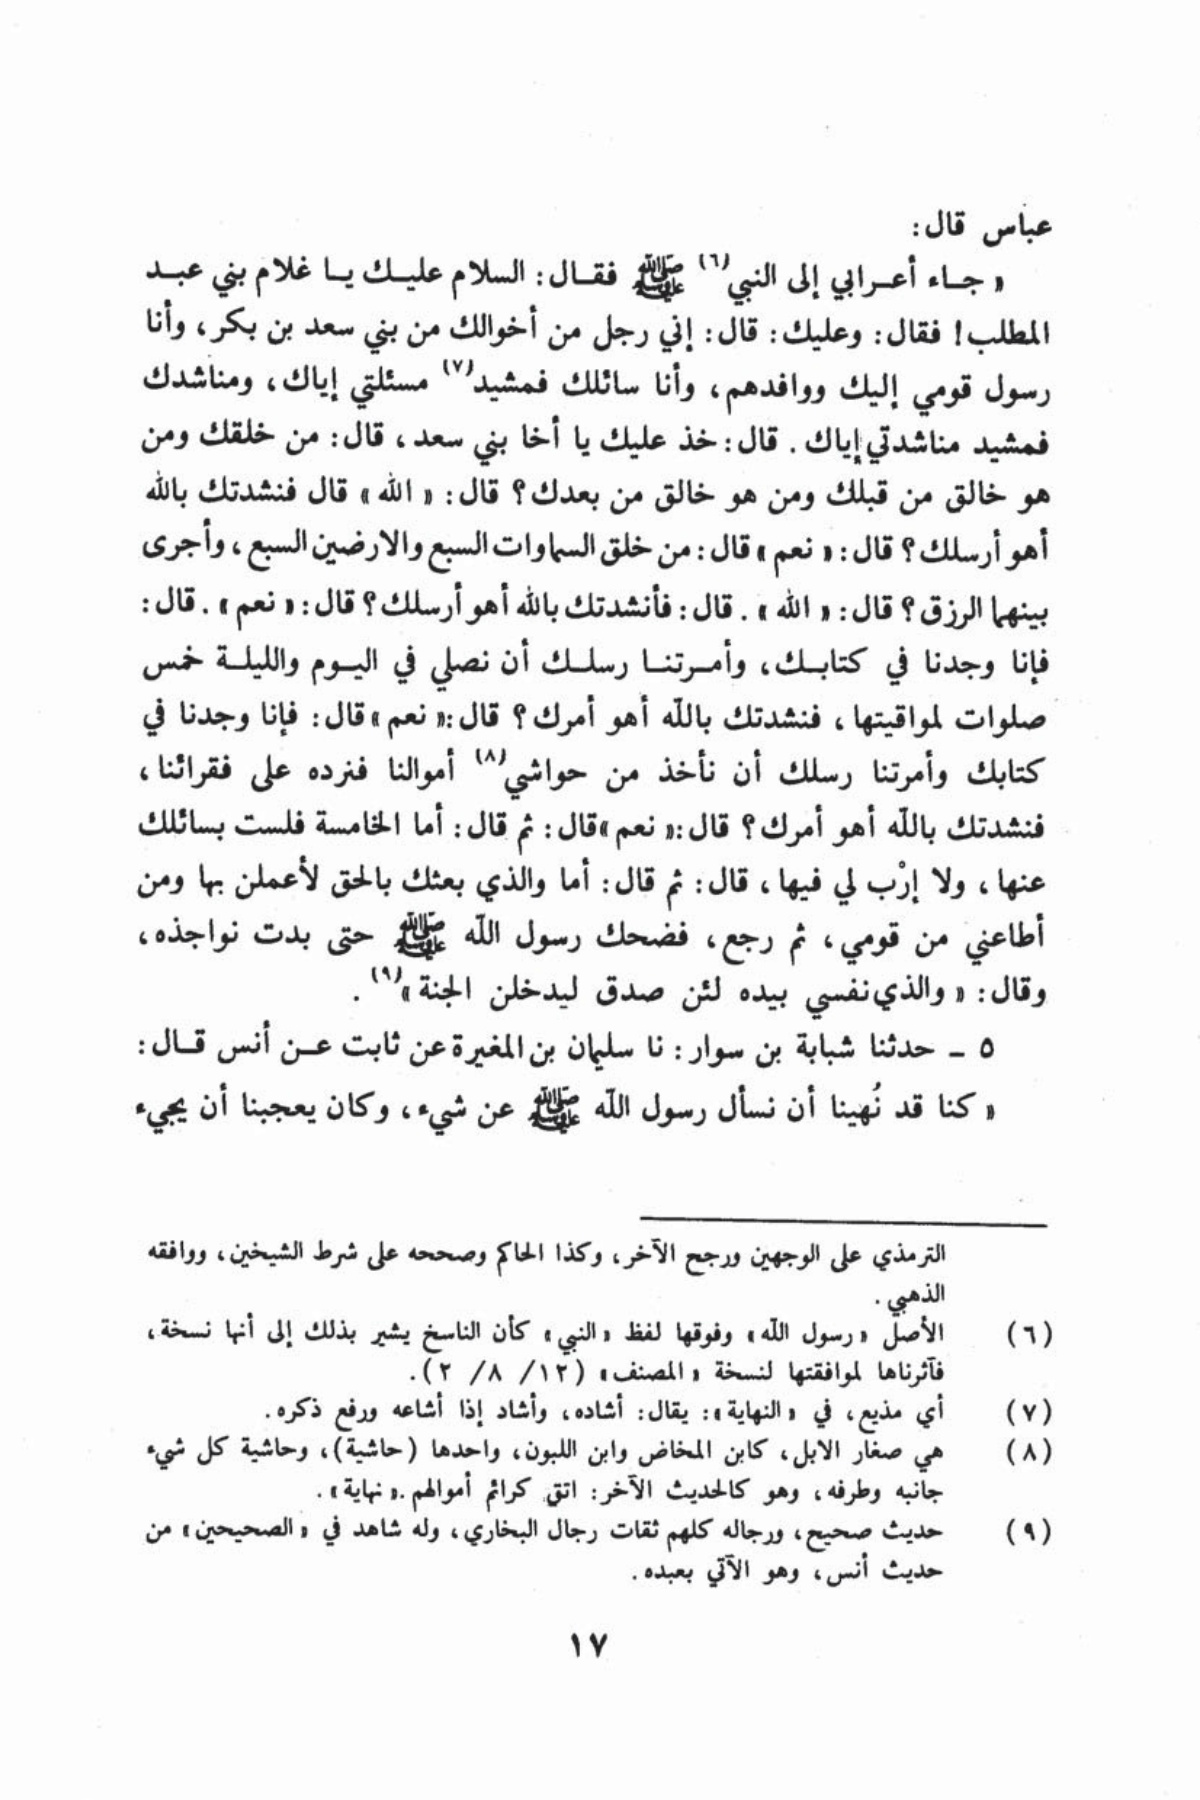 عباس قال:
« جاء أعرابي إلى النبي(٦) ﷺ فقال: السلام عليك يا غلام بني عبد
المطلب! فقال: وعليك: قال: إني رجل من أخوالك من بني سعد بن بكر، وأنا
رسول قومي إليك ووافدهم، وأنا سائلك فمشيد(٧) مسئلتي إياك، ومناشدك
فمشيد مناشدتي إياك. قال: خذ عليك يا أخا بني سعد، قال: من خلقك ومن
هو خالق من قبلك ومن هو خالق من بعدك؟ قال: « الله » قال فنشدتك بالله
أهو أرسلك؟ قال: « نعم » قال: من خلق السماوات السبع والارضين السبع، وأجرى
بينهما الرزق؟ قال: « الله ». قال: فأنشدتك بالله أهو أرسلك؟ قال: « نعم ». قال:
فإنا وجدنا في كتابك، وأمرتنا رسلك أن نصلي في اليوم والليلة خمس
صلوات لمواقيتها، فنشدتك بالله أهو أمرك؟ قال: « نعم » قال: فإنا وجدنا في
كتابك وأمرتنا رسلك أن نأخذ من حواشي(٨) أموالنا فنرده على فقرائنا،
فنشدتك بالله أهو أمرك؟ قال: « نعم » قال: ثم قال: أما الخامسة فلست بسائلك
عنها، ولا إرْب لي فيها، قال: ثم قال: أما والذي بعثك بالحق لأعملن بها ومن
أطاعني من قومي، ثم رجع، فضحك رسول الله ﷺ حتى بدت نواجذه،
وقال: « والذي نفسي بيده لئن صدق ليدخلن الجنة »(٩).
٥ ـ حدثنا شبابة بن سوار: نا سليمان بن المغيرة عن ثابت عن أنس قال:
« كنا قد نُهينا أن نسأل رسول الله ﷺ عن شيء، وكان يعجبنا أن يجيء
الترمذي على الوجهين ورجح الآخر، وكذا الحاكم وصححه على شرط الشيخين، ووافقه
الذهبي.
(٦) الأصل «رسول الله» وفوقها لفظ «النبي» كأن الناسخ يشير بذلك إلى أنها نسخة،
فآثرناها لموافقتها لنسخة « المصنف » (١٢/ ٨/ ٢).
(٧) أي مذيع، في « النهاية »: يقال: أشاده، وأشاد إذا أشاعه ورفع ذكره.
(٨) هي صغار الابل، كابن المخاض وابن اللبون، واحدها (حاشية)، وحاشية كل شيء
جانبه وطرفه، وهو كالحديث الآخر: اتق كرائم أموالهم. « نهاية ».
(٩) حديث صحيح، ورجاله كلهم ثقات رجال البخاري، وله شاهد في « الصحيحين » من
حديث أنس، وهو الآتي بعبده.
١٧